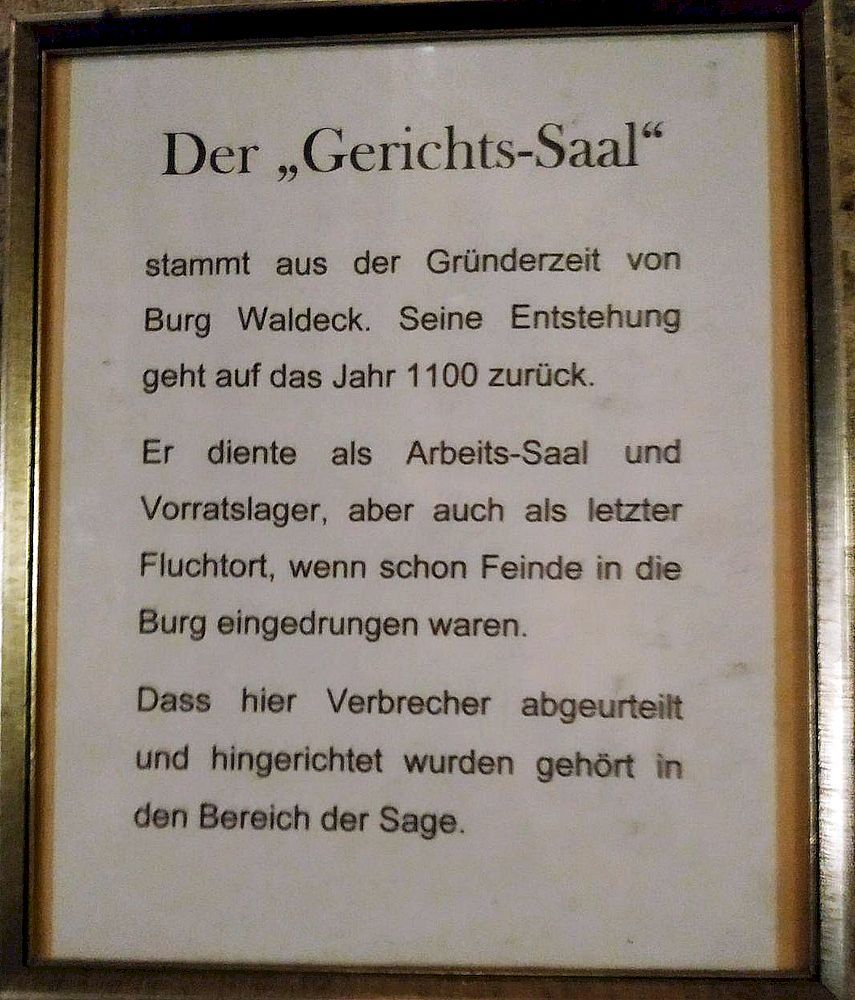 Der „Gerichts-Saal“
stammt aus der Gründerzeit von
Burg Waldeck. Seine Entstehung
geht auf das Jahr 1100 zurück.
Er diente als Arbeits-Saal und
Vorratslager, aber auch als letzter
Fluchtort, wenn schon Feinde in die
Burg eingedrungen waren.
Dass hier Verbrecher abgeurteilt
und hingerichtet wurden gehört in
den Bereich der Sage.